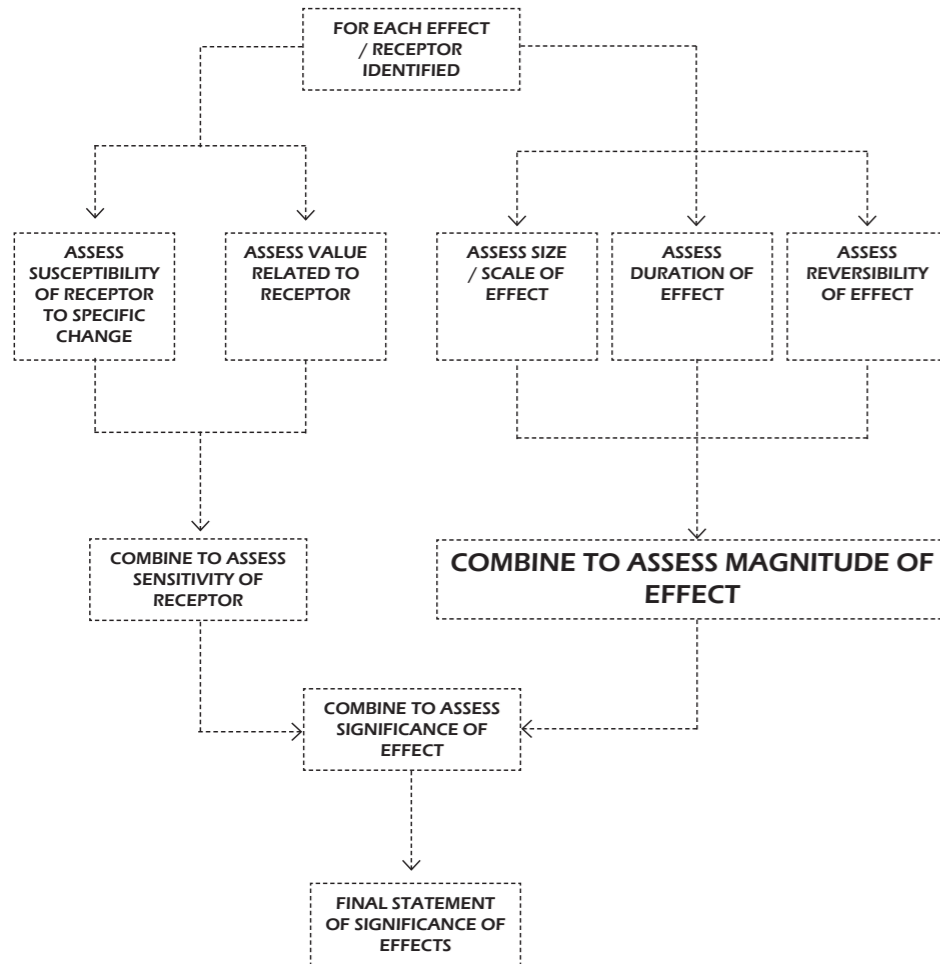 FOR EACH EFFECT
/ RECEPTOR
IDENTIFIED
ASSESS
SUSCEPTIBILITY
OF RECEPTOR
TO SPECIFIC
CHANGE
ASSESS VALUE
RELATED TO
RECEPTOR
ASSESS SIZE
/ SCALE OF
EFFECT
ASSESS
DURATION OF
EFFECT
ASSESS
REVERSIBILITY
OF EFFECT
COMBINE TO ASSESS
SENSITIVITY OF
RECEPTOR
COMBINE TO ASSESS MAGNITUDE OF
EFFECT
COMBINE TO ASSESS
SIGNIFICANCE OF
EFFECT
FINAL STATEMENT
OF SIGNIFICANCE OF
EFFECTS